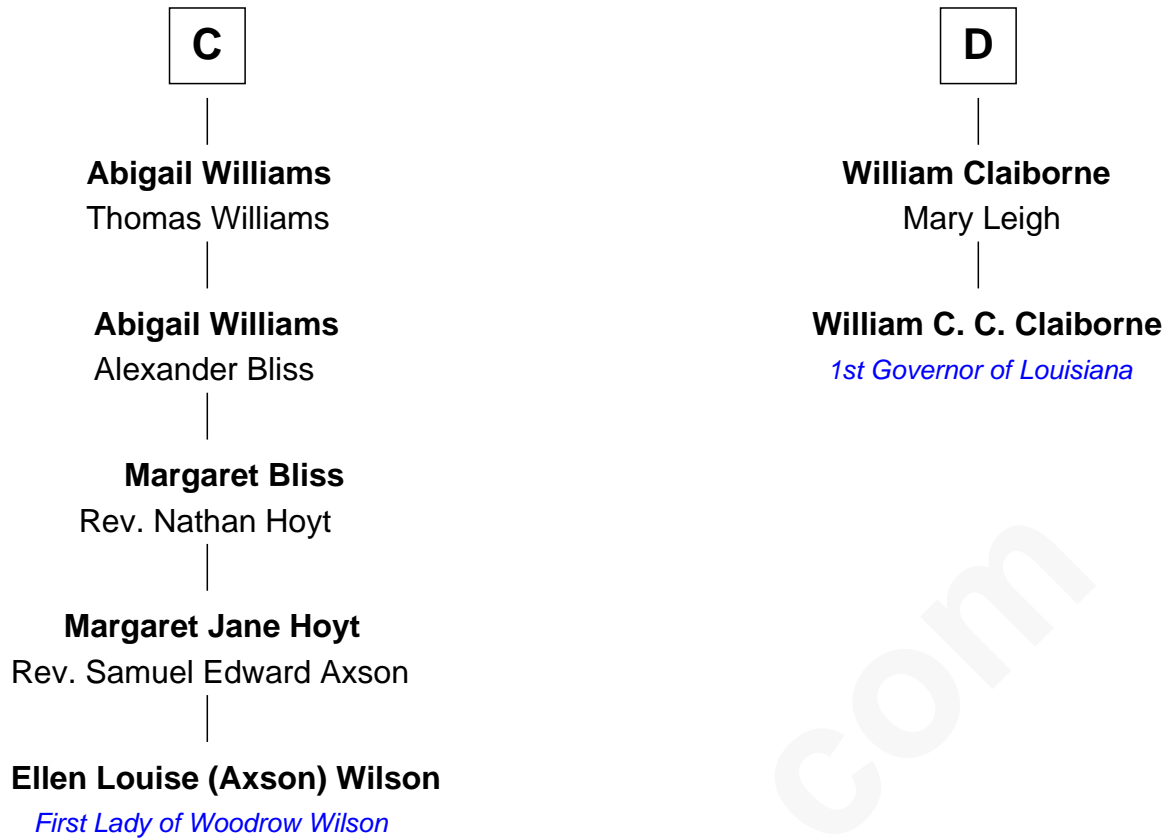 C
Abigail Williams
Thomas Williams
Abigail Williams
Alexander Bliss
Margaret Bliss
Rev. Nathan Hoyt
Margaret Jane Hoyt
Rev. Samuel Edward Axson
Ellen Louise (Axson) Wilson
First Lady of Woodrow Wilson
D
William Claiborne
Mary Leigh
William C. C. Claiborne
1st Governor of Louisiana
com